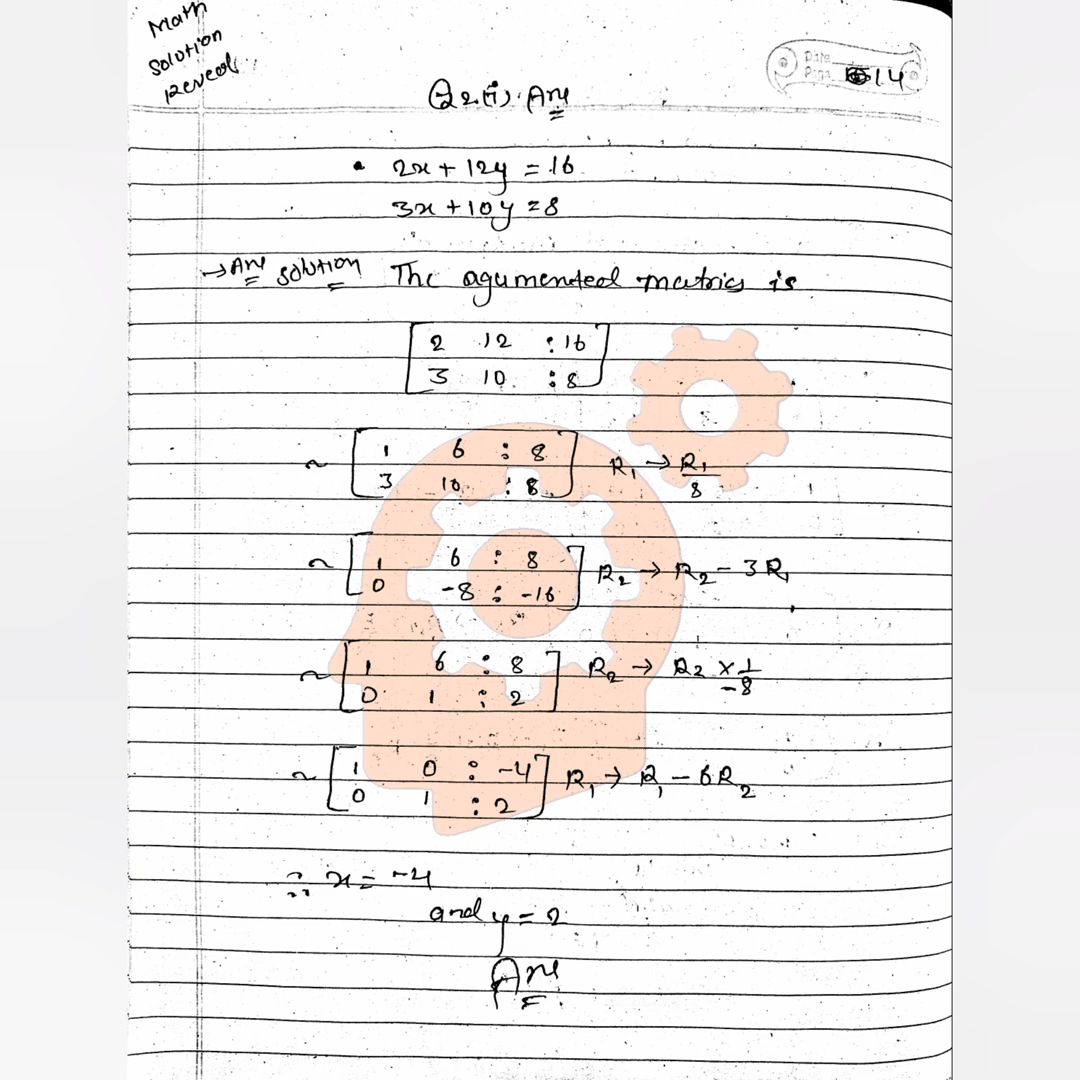 Math
Solution
Date
Page 14
Q2(i). Ans
2x + 12y = 16
3x + 10y = 8
→ Ans solution The agumented matrics is
[2 12 : 16
3 10 : 8]
~ [1 6 : 8
3 10 : 8] R₁ → R₁/8
~ [1 6 : 8
0 -8 : -16] R₂ → R₂ - 3R₁
~ [1 6 : 8
0 1 : 2] R₂ → R₂ × 1/-8
~ [1 0 : -4
0 1 : 2] R₁ → R₁ - 6R₂
∴ x = -4
and y = 2
Ans